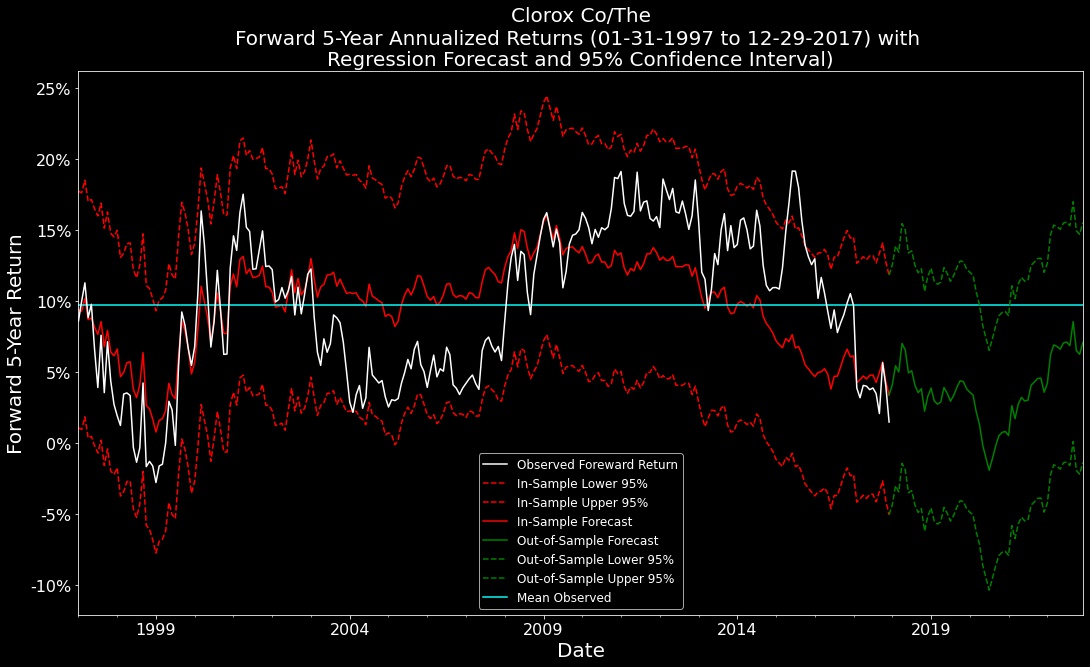 Clorox Co/The
Forward 5-Year Annualized Returns (01-31-1997 to 12-29-2017) with
Regression Forecast and 95% Confidence Interval)
Forward 5-Year Return
25%
20%
15%
10%
5%
0%
-5%
-10%
Observed Foreward Return
In-Sample Lower 95%
In-Sample Upper 95%
In-Sample Forecast
Out-of-Sample Forecast
Out-of-Sample Lower 95%
Out-of-Sample Upper 95%
Mean Observed
1999 2004 2009 2014 2019
Date